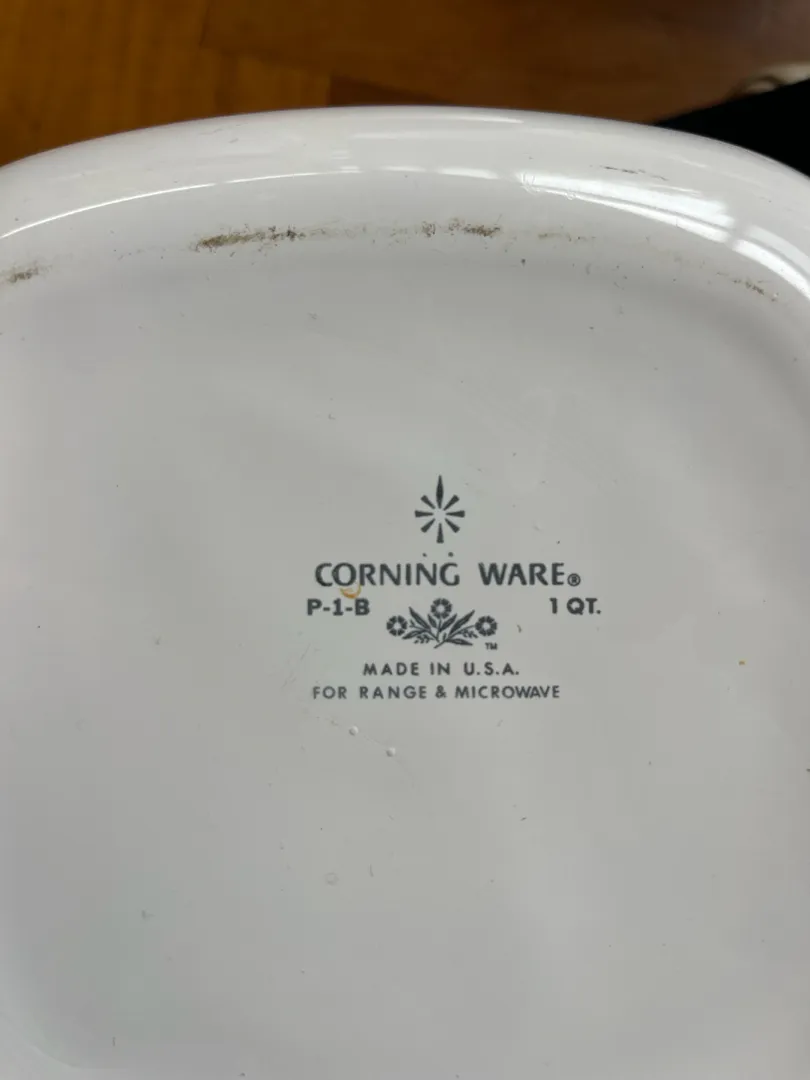 CORNING WARE®
P-1-B 1 QT.
TM
MADE IN U.S.A.
FOR RANGE & MICROWAVE